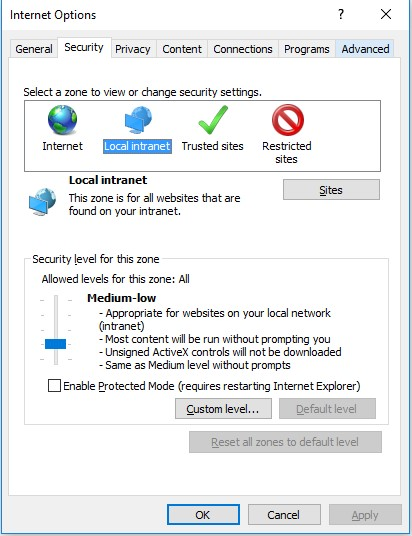 Internet Options
?
General Security Privacy Content Connections Programs Advanced
Select a zone to view or change security settings.
Internet Local intranet Trusted sites Restricted
sites
Local intranet
Sites
This zone is for all websites that are
found on your intranet.
Security level for this zone
Allowed levels for this zone: All
Medium-low
- Appropriate for websites on your local network
(intranet)
- Most content will be run without prompting you
- Unsigned ActiveX controls will not be downloaded
- Same as Medium level without prompts
Enable Protected Mode (requires restarting Internet Explorer)
Custom level... Default level
Reset all zones to default level
OK Cancel Apply